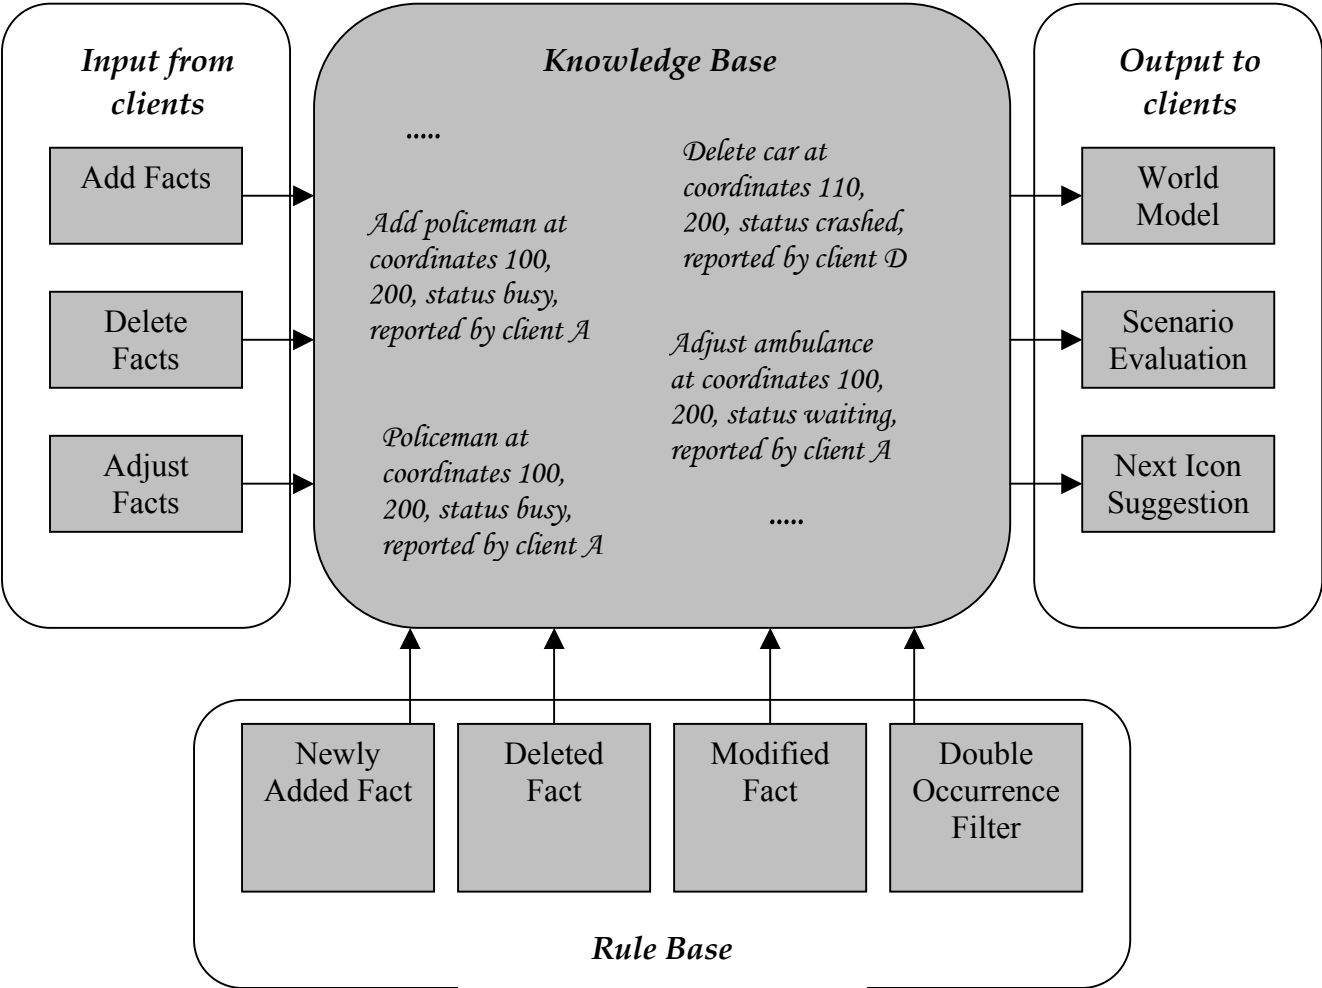 Input from
clients
Add Facts
Delete
Facts
Adjust
Facts
Knowledge Base
.....
Add policeman at
coordinates 100,
200, status busy,
reported by client A
Policeman at
coordinates 100,
200, status busy,
reported by client A
Delete car at
coordinates 110,
200, status crashed,
reported by client D
Adjust ambulance
at coordinates 100,
200, status waiting,
reported by client A
.....
Output to
clients
World
Model
Scenario
Evaluation
Next Icon
Suggestion
Newly
Added Fact
Deleted
Fact
Modified
Fact
Double
Occurrence
Filter
Rule Base